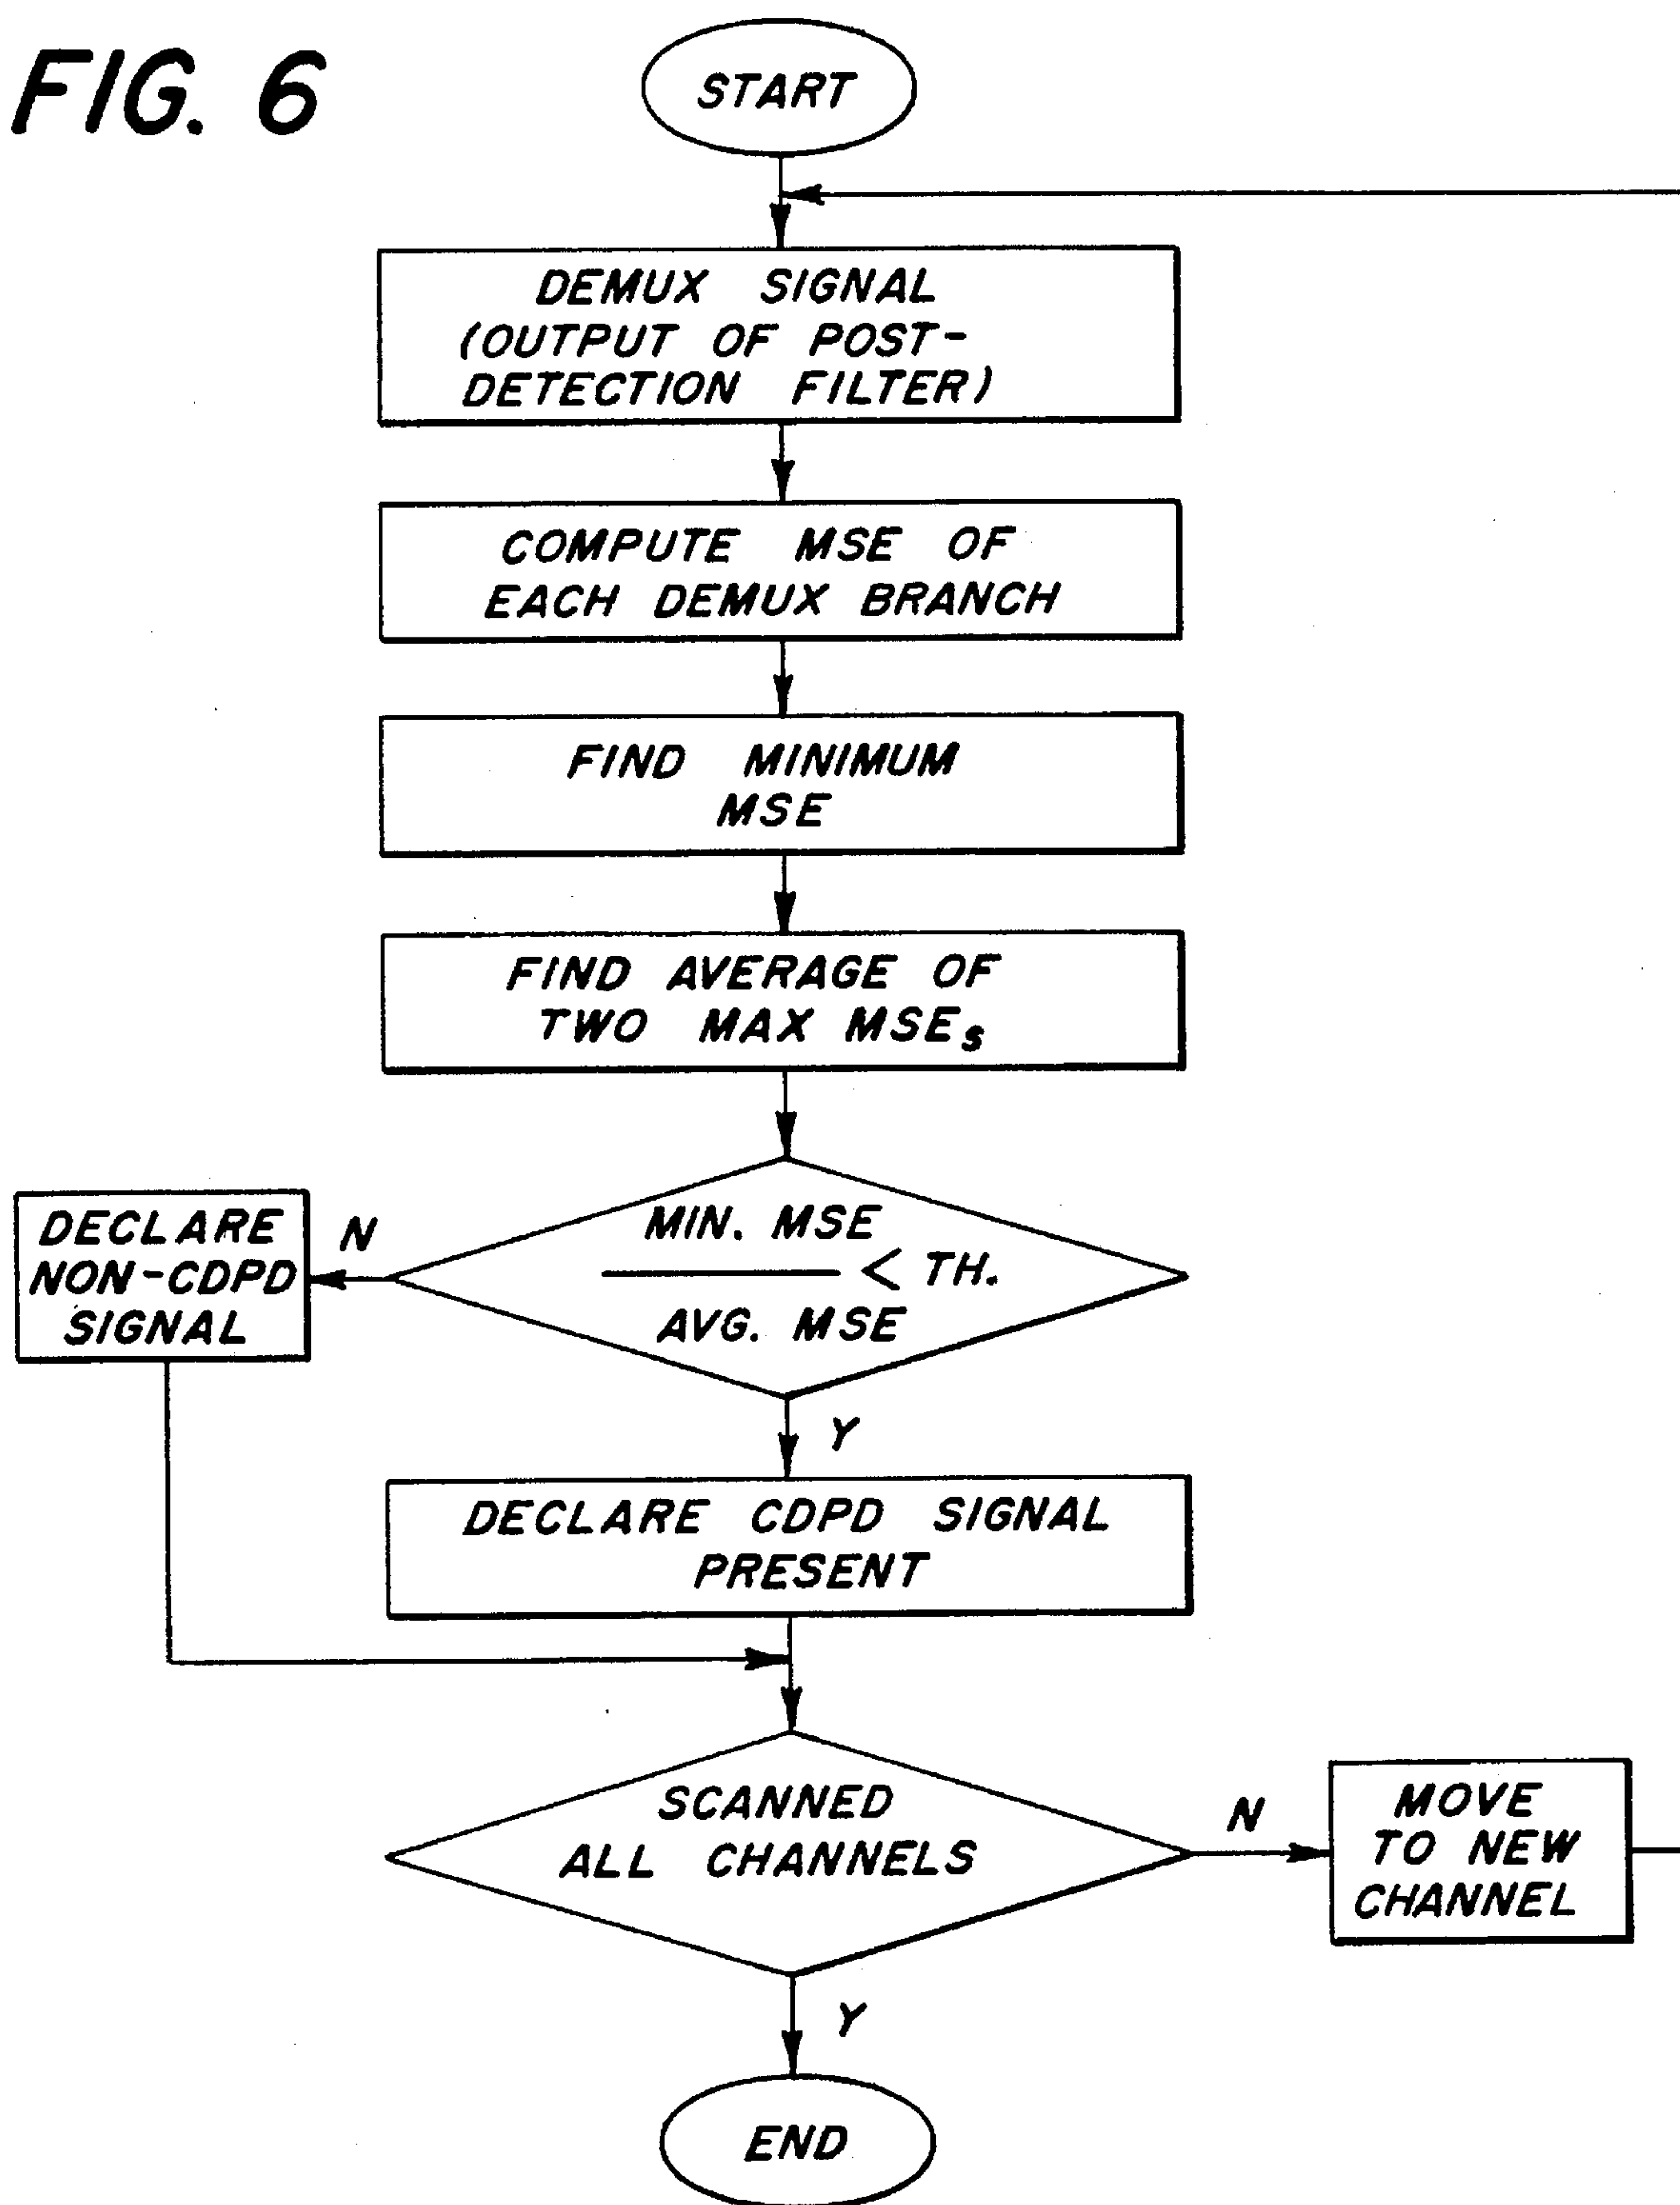 FIG. 6
START
DEMUX SIGNAL
(OUTPUT OF POST-
DETECTION FILTER)
COMPUTE MSE OF
EACH DEMUX BRANCH
FIND MINIMUM
MSE
FIND AVERAGE OF
TWO MAX MSEs
MIN. MSE
< TH.
AVG. MSE
N
DECLARE
NON-CDPD
SIGNAL
Y
DECLARE CDPD SIGNAL
PRESENT
SCANNED
ALL CHANNELS
N
MOVE
TO NEW
CHANNEL
Y
END